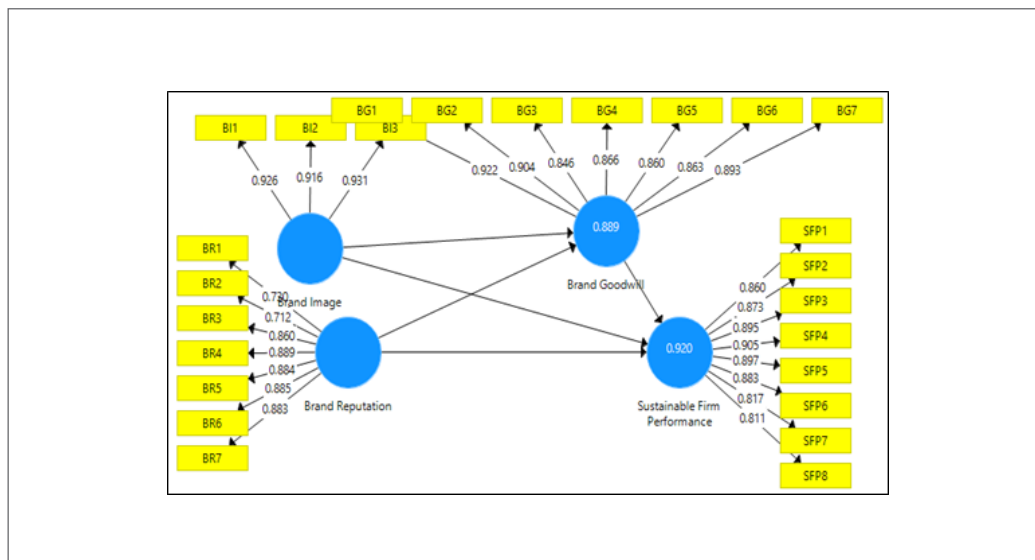 BG1
BG2
BG3
BG4
BG5
BG6
BG7
BI1
BI2
BI3
0.926
0.916
0.931
0.922
0.904
0.846
0.866
0.860
0.863
0.893
0.889
Brand Image
Brand Goodwill
BR1
BR2
BR3
BR4
BR5
BR6
BR7
0.730
0.712
0.860
0.889
0.884
0.885
0.883
Brand Reputation
0.920
Sustainable Firm
Performance
0.860
0.873
0.895
0.905
0.897
0.883
0.817
0.811
SFP1
SFP2
SFP3
SFP4
SFP5
SFP6
SFP7
SFP8